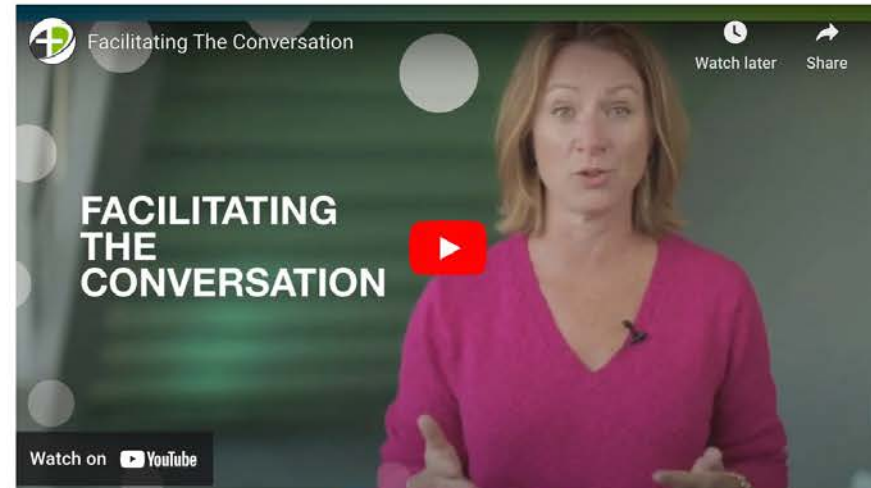 Facilitating The Conversation
Watch later
Share
FACILITATING
THE
CONVERSATION
Watch on YouTube